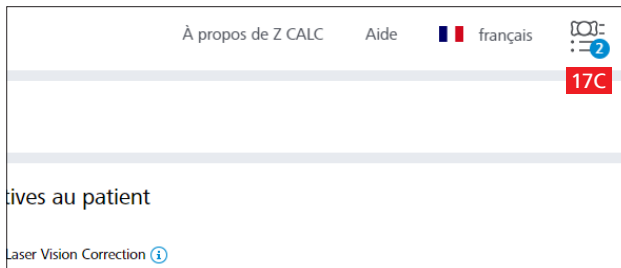 À propos de Z CALC Aide français 2
17C
tives au patient
Laser Vision Correction i